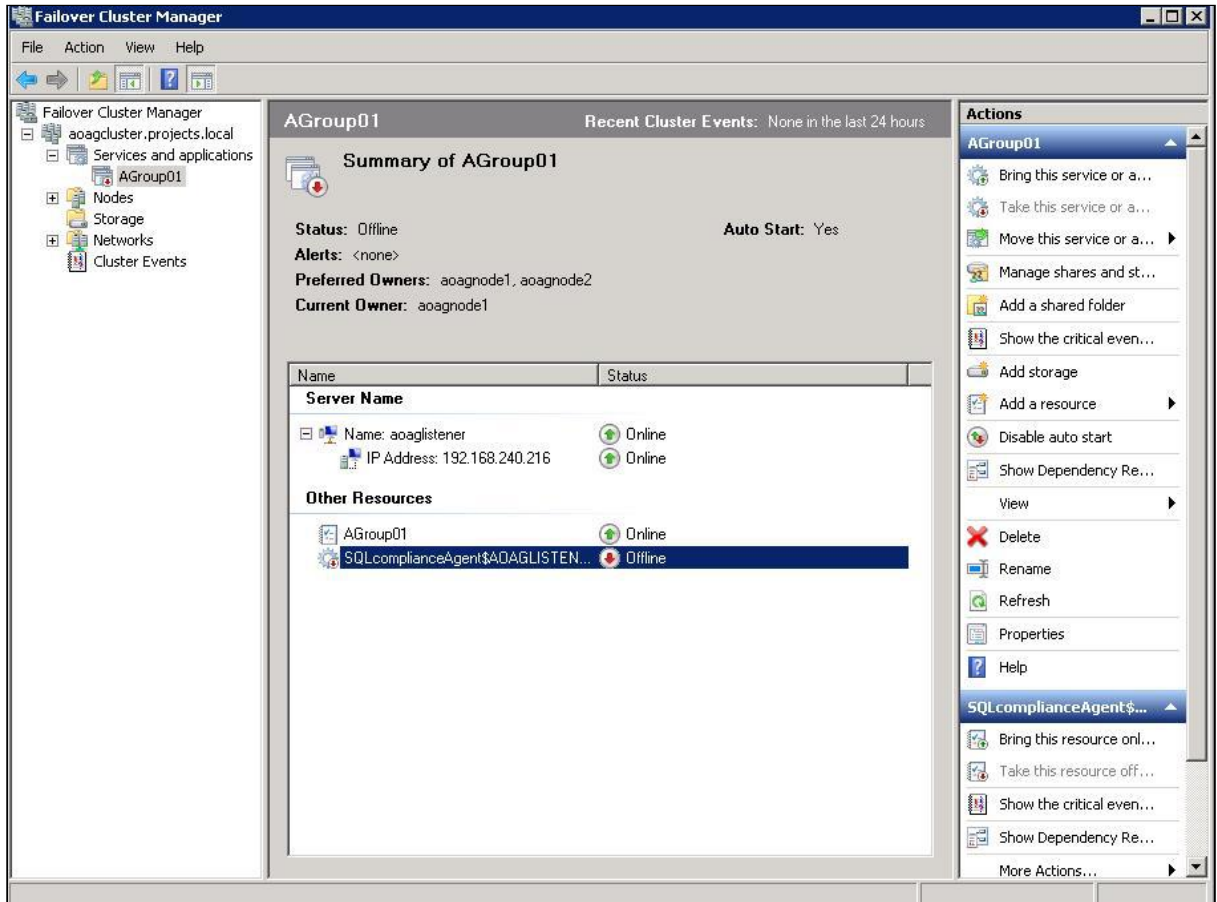 Failover Cluster Manager
File Action View Help
Failover Cluster Manager
aoagcluster.projects.local
Services and applications
AGroup01
Nodes
Storage
Networks
Cluster Events
AGroup01 Recent Cluster Events: None in the last 24 hours
Summary of AGroup01
Status: Offline Auto Start: Yes
Alerts: <none>
Preferred Owners: aoagnode1, aoagnode2
Current Owner: aoagnode1
Name Status
Server Name
Name: aoaglistener Online
IP Address: 192.168.240.216 Online
Other Resources
AGroup01 Online
SQLcomplianceAgent$AOAGLISTEN... Offline
Actions
AGroup01
Bring this service or a...
Take this service or a...
Move this service or a...
Manage shares and st...
Add a shared folder
Show the critical even...
Add storage
Add a resource
Disable auto start
Show Dependency Re...
View
Delete
Rename
Refresh
Properties
Help
SQLcomplianceAgent$...
Bring this resource onl...
Take this resource off...
Show the critical even...
Show Dependency Re...
More Actions...